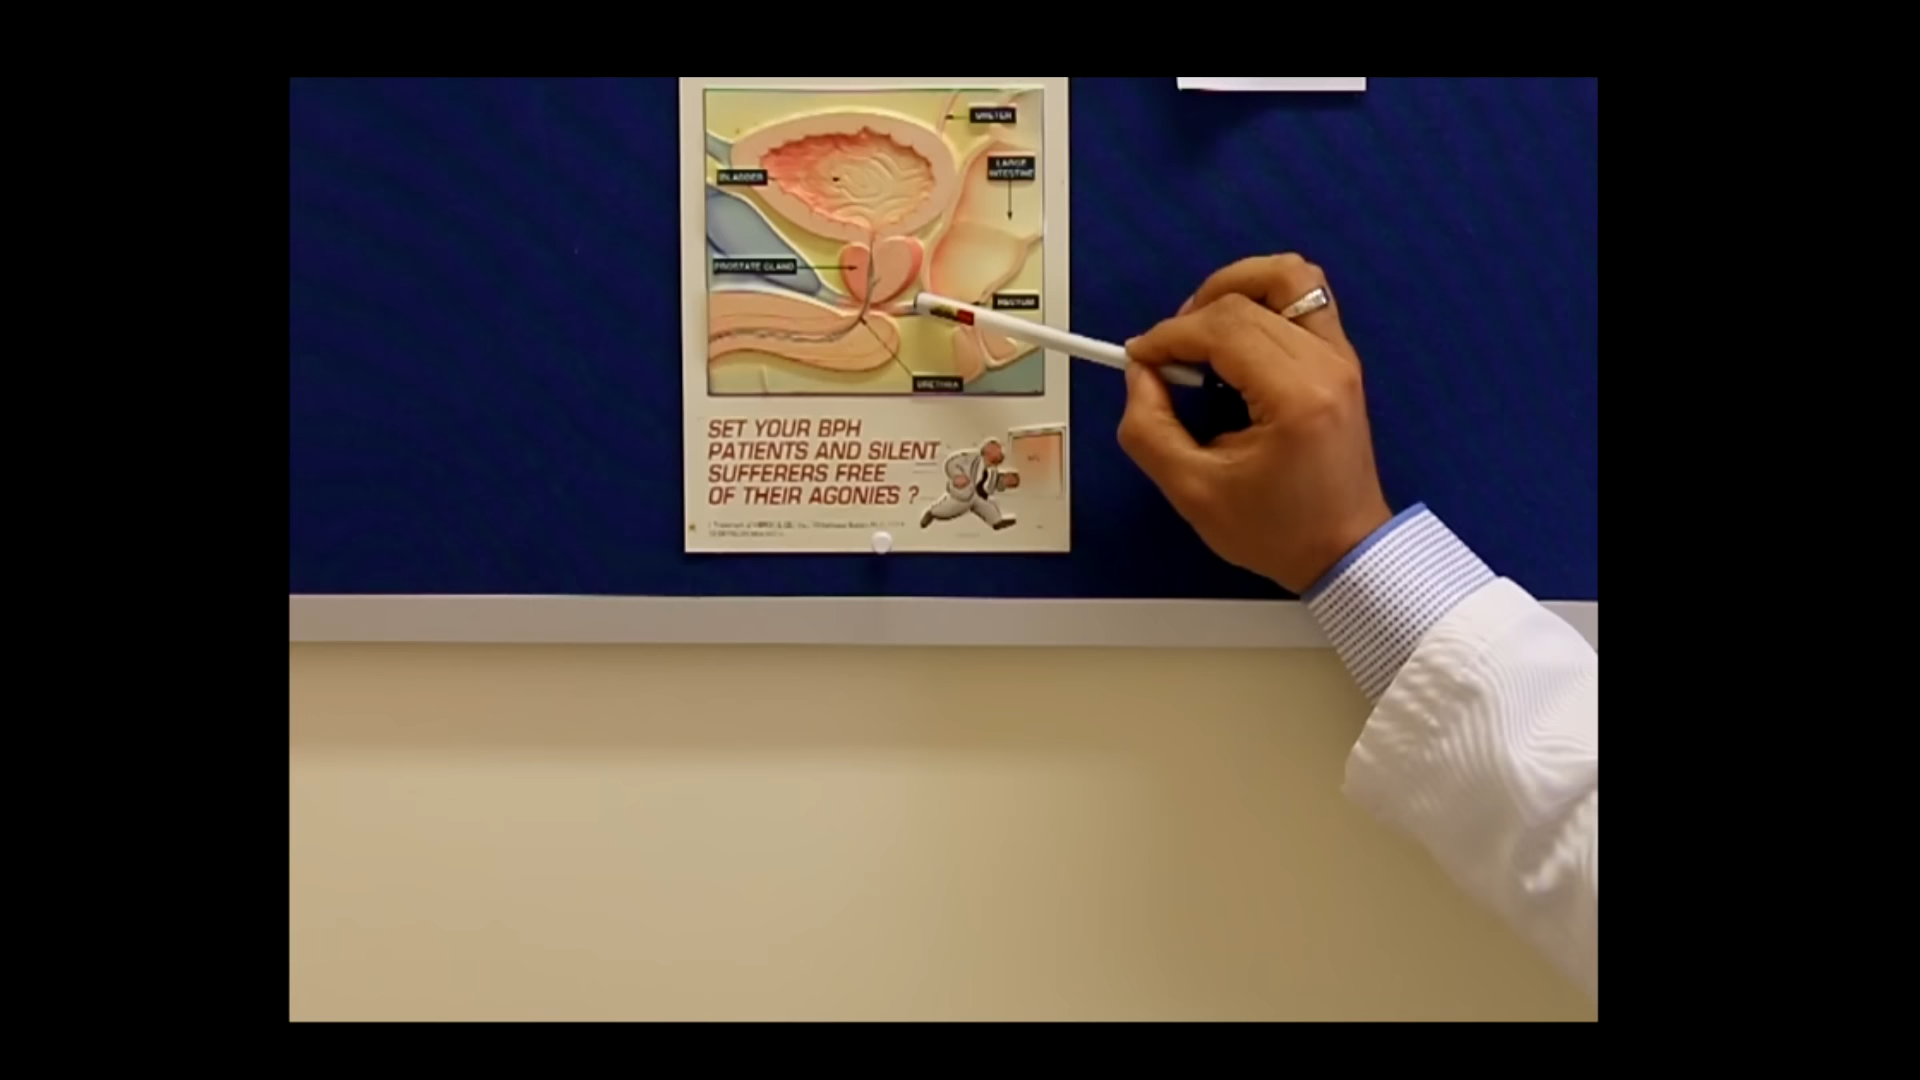 URETER
LARGE
INTESTINE
BLADDER
PROSTATE GLAND
RECTUM
URETHRA
SET YOUR BPH
PATIENTS AND SILENT
SUFFERERS FREE
OF THEIR AGONIES ?